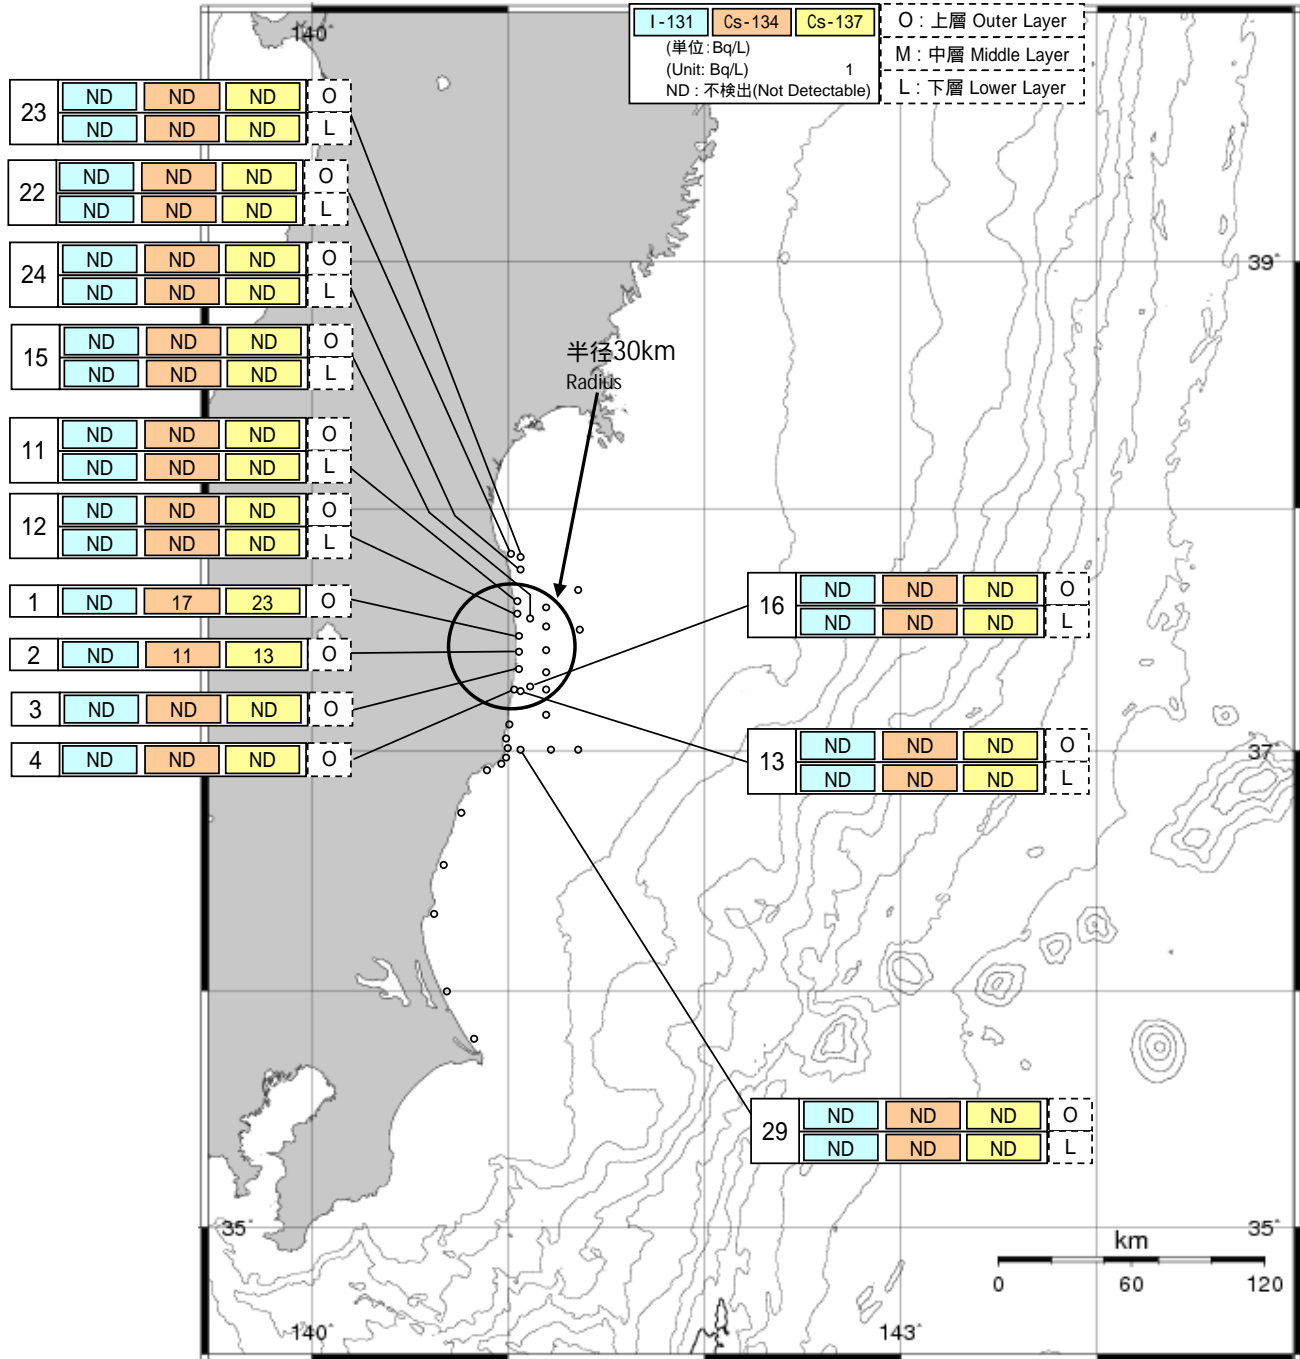 I-131 Cs-134 Cs-137
(単位:Bq/L)
(Unit: Bq/L) 1
ND : 不検出(Not Detectable)
O : 上層 Outer Layer
M : 中層 Middle Layer
L : 下層 Lower Layer
140°
23
ND ND ND O
ND ND ND L
22
ND ND ND O
ND ND ND L
24
ND ND ND O
ND ND ND L
15
ND ND ND O
ND ND ND L
11
ND ND ND O
ND ND ND L
12
ND ND ND O
ND ND ND L
1 ND 17 23 O
2 ND 11 13 O
3 ND ND ND O
4 ND ND ND O
39°
半径30km
Radius
16
ND ND ND O
ND ND ND L
37°
13
ND ND ND O
ND ND ND L
29
ND ND ND O
ND ND ND L
35°
35°
km
0 60 120
140°
143°